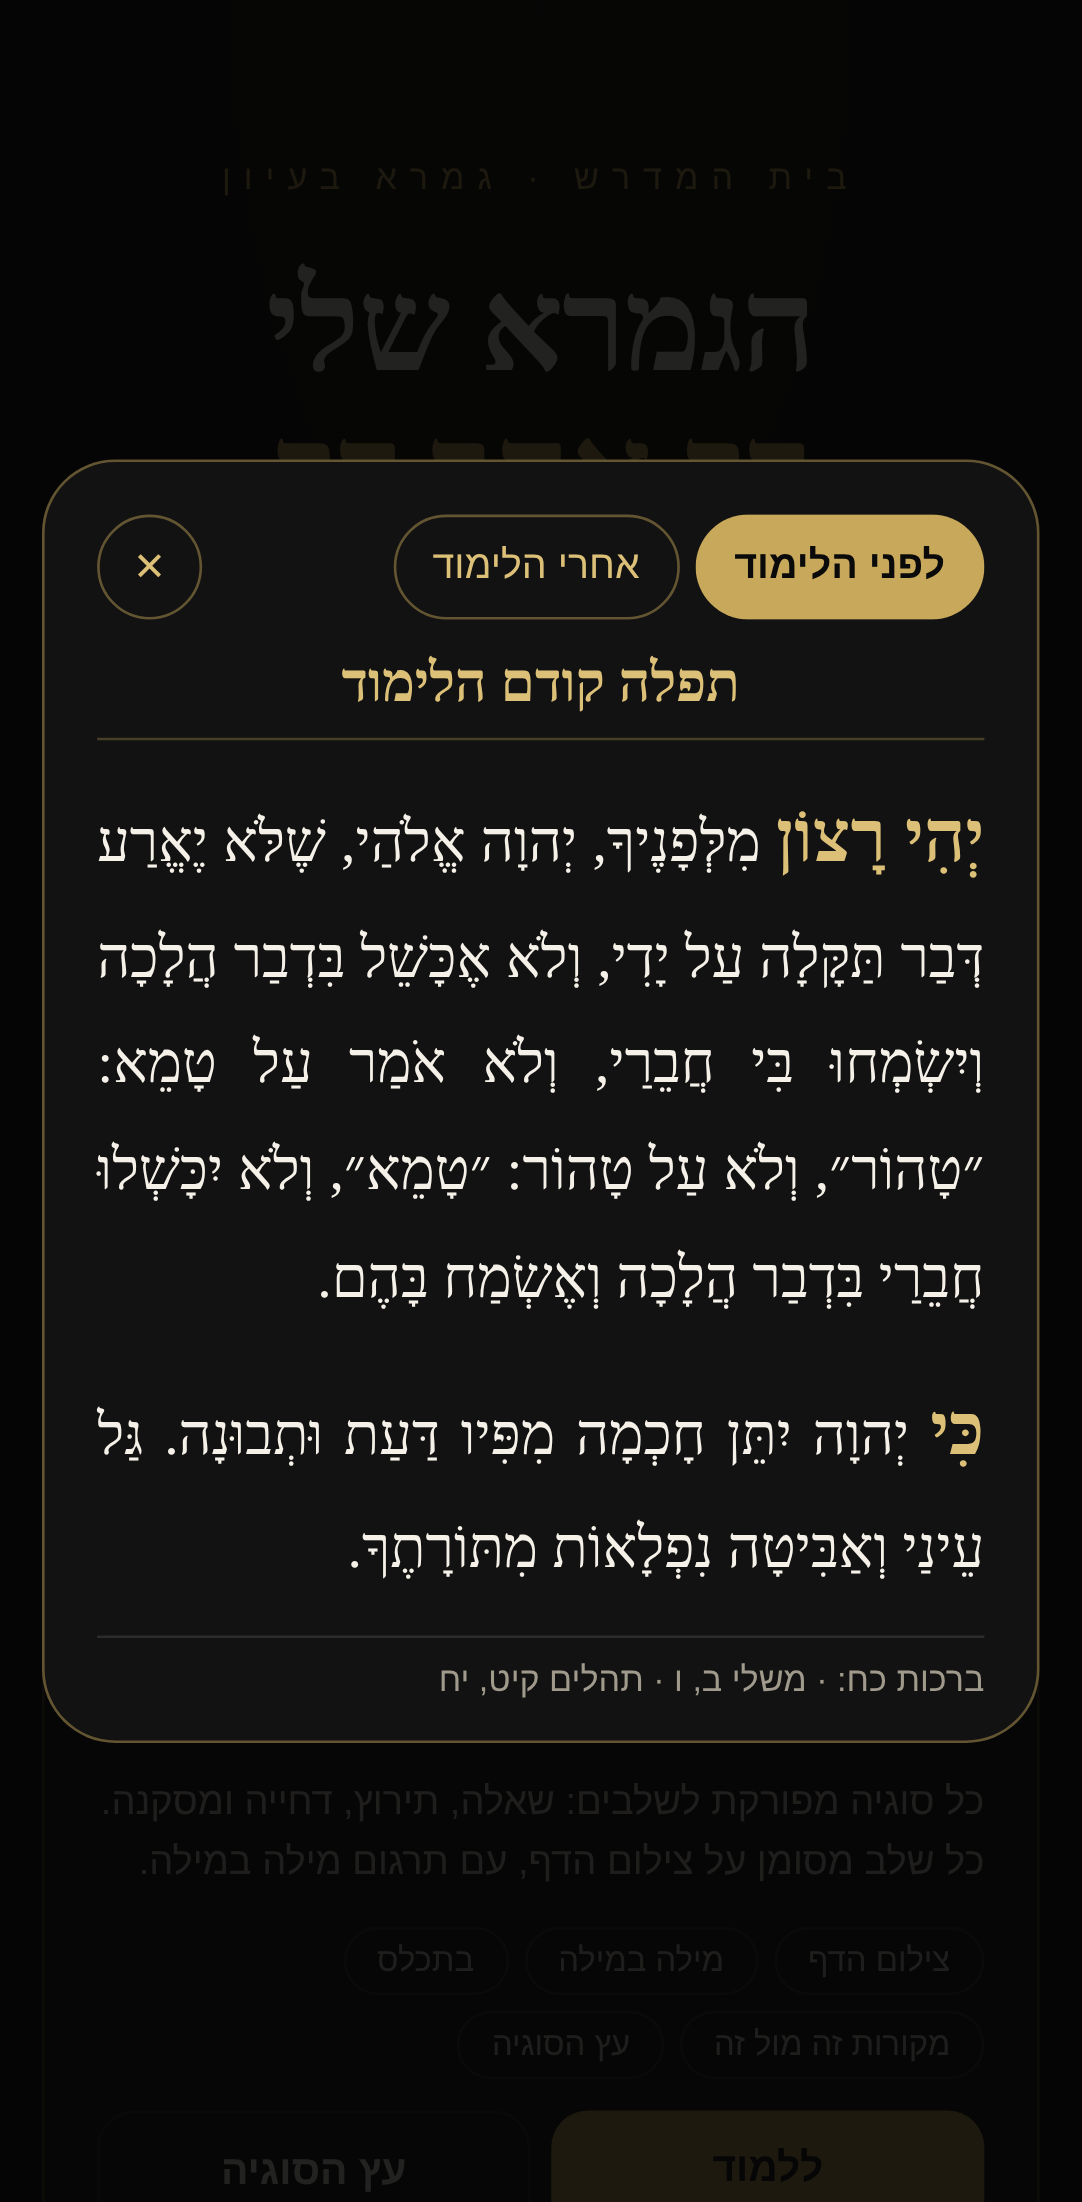 בית המדרש · גמרא בעיון
הגמרא שלי
לפני הלימוד
אחרי הלימוד
✕
תפלה קודם הלימוד
יְהִי רָצוֹן מִלְּפָנֶיךָ, יְהוָה אֱלֹהַי, שֶׁלֹּא יֶאֱרַע
דְּבַר תַּקָּלָה עַל יָדִי, וְלֹא אֶכָּשֵׁל בִּדְבַר הֲלָכָה
וְיִשְׂמְחוּ בִּי חֲבֵרַי, וְלֹא אֹמַר עַל טָמֵא:
״טָהוֹר״, וְלֹא עַל טָהוֹר: ״טָמֵא״, וְלֹא יִכָּשְׁלוּ
חֲבֵרַי בִּדְבַר הֲלָכָה וְאֶשְׂמַח בָּהֶם.
כִּי יְהוָה יִתֵּן חָכְמָה מִפִּיו דַּעַת וּתְבוּנָה. גַּל
עֵינַי וְאַבִּיטָה נִפְלָאוֹת מִתּוֹרָתֶךָ.
ברכות כח: · משלי ב, ו · תהלים קיט, יח
כל סוגיה מפורקת לשלבים: שאלה, תירוץ, דחייה ומסקנה.
כל שלב מסומן על צילום הדף, עם תרגום מילה במילה.
צילום הדף
מילה במילה
בתכלס
מקורות זה מול זה
עץ הסוגיה
ללמוד
עץ הסוגיה